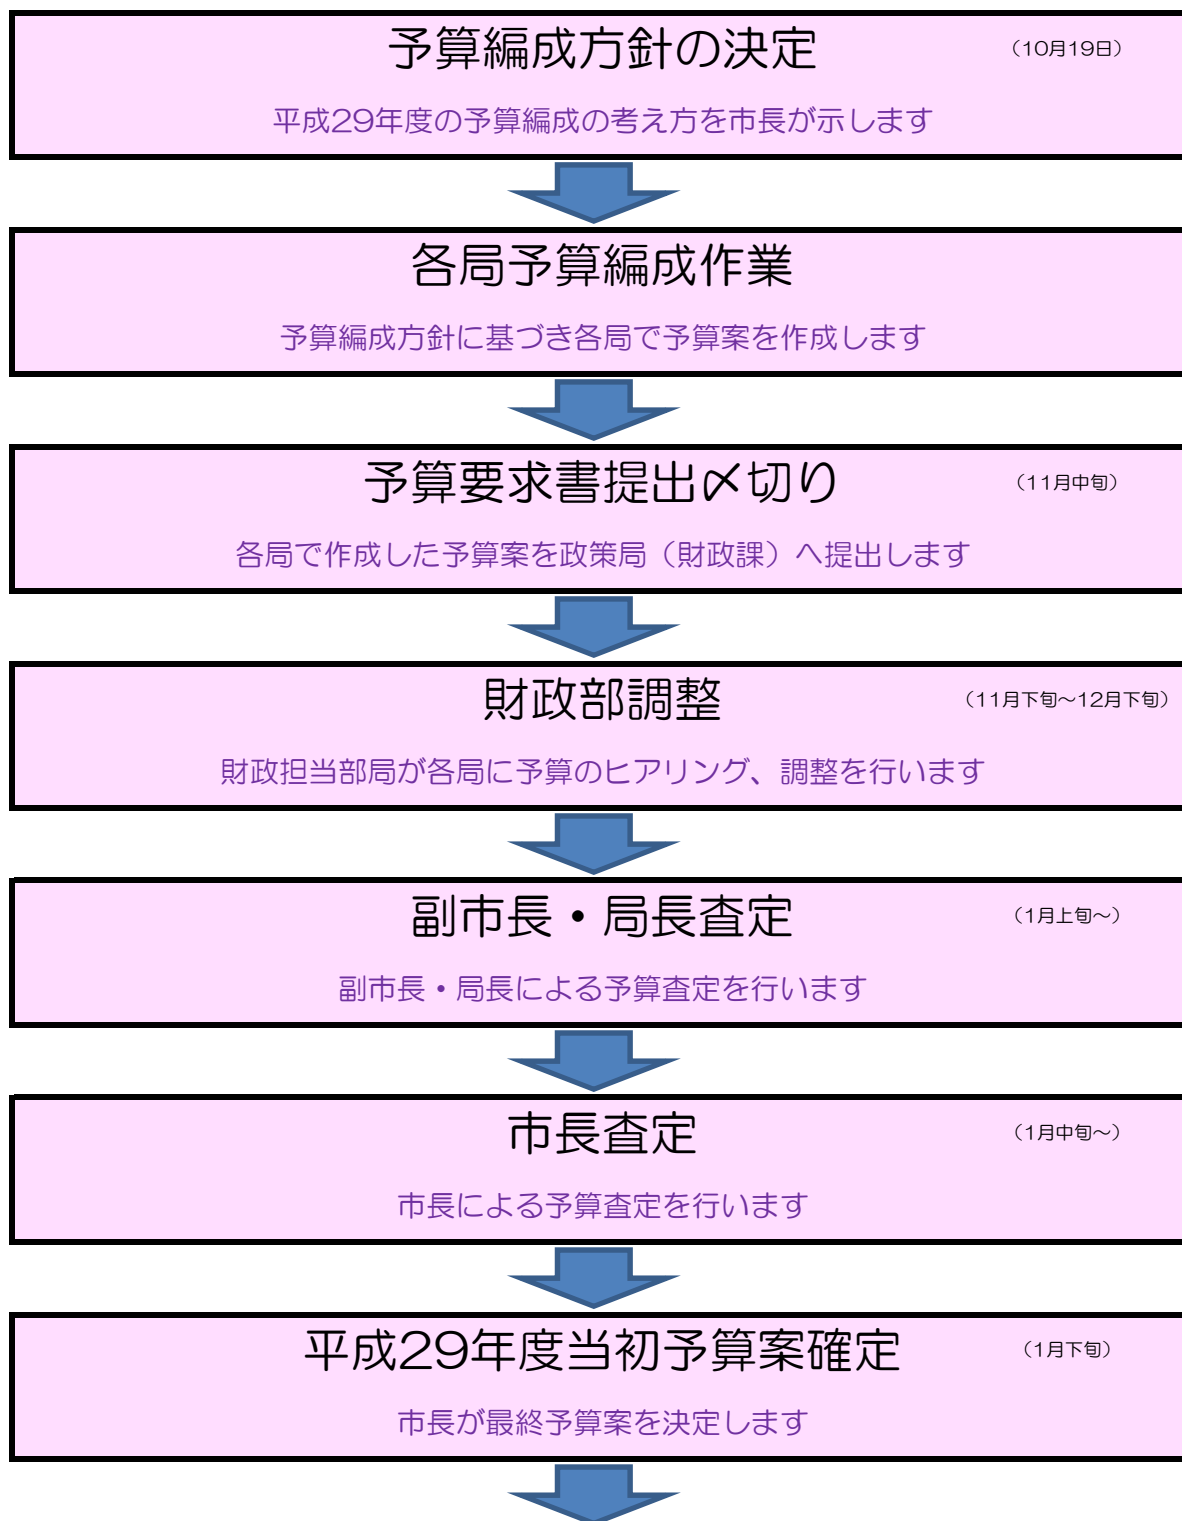 予算編成方針の決定 （10月19日）
平成29年度の予算編成の考え方を市長が示します
各局予算編成作業
予算編成方針に基づき各局で予算案を作成します
予算要求書提出〆切り （11月中旬）
各局で作成した予算案を政策局（財政課）へ提出します
財政部調整 （11月下旬～12月下旬）
財政担当部局が各局に予算のヒアリング、調整を行います
副市長・局長査定 （1月上旬～）
副市長・局長による予算査定を行います
市長査定 （1月中旬～）
市長による予算査定を行います
平成29年度当初予算案確定 （1月下旬）
市長が最終予算案を決定します